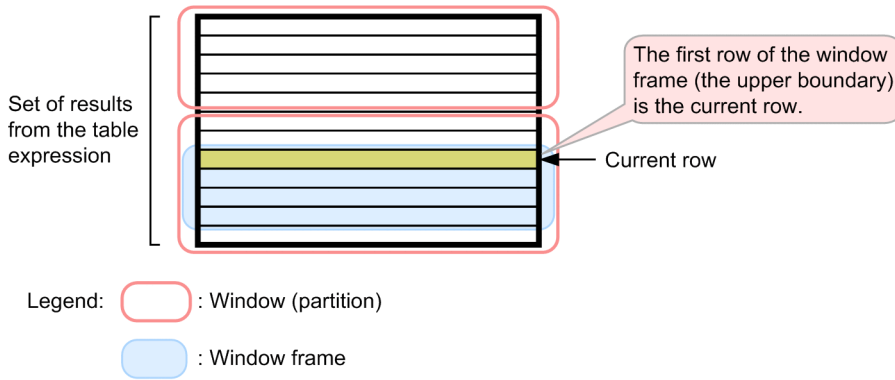 The first row of the window
frame (the upper boundary)
is the current row.
Set of results
from the table
expression
Current row
Legend:
: Window (partition)
: Window frame